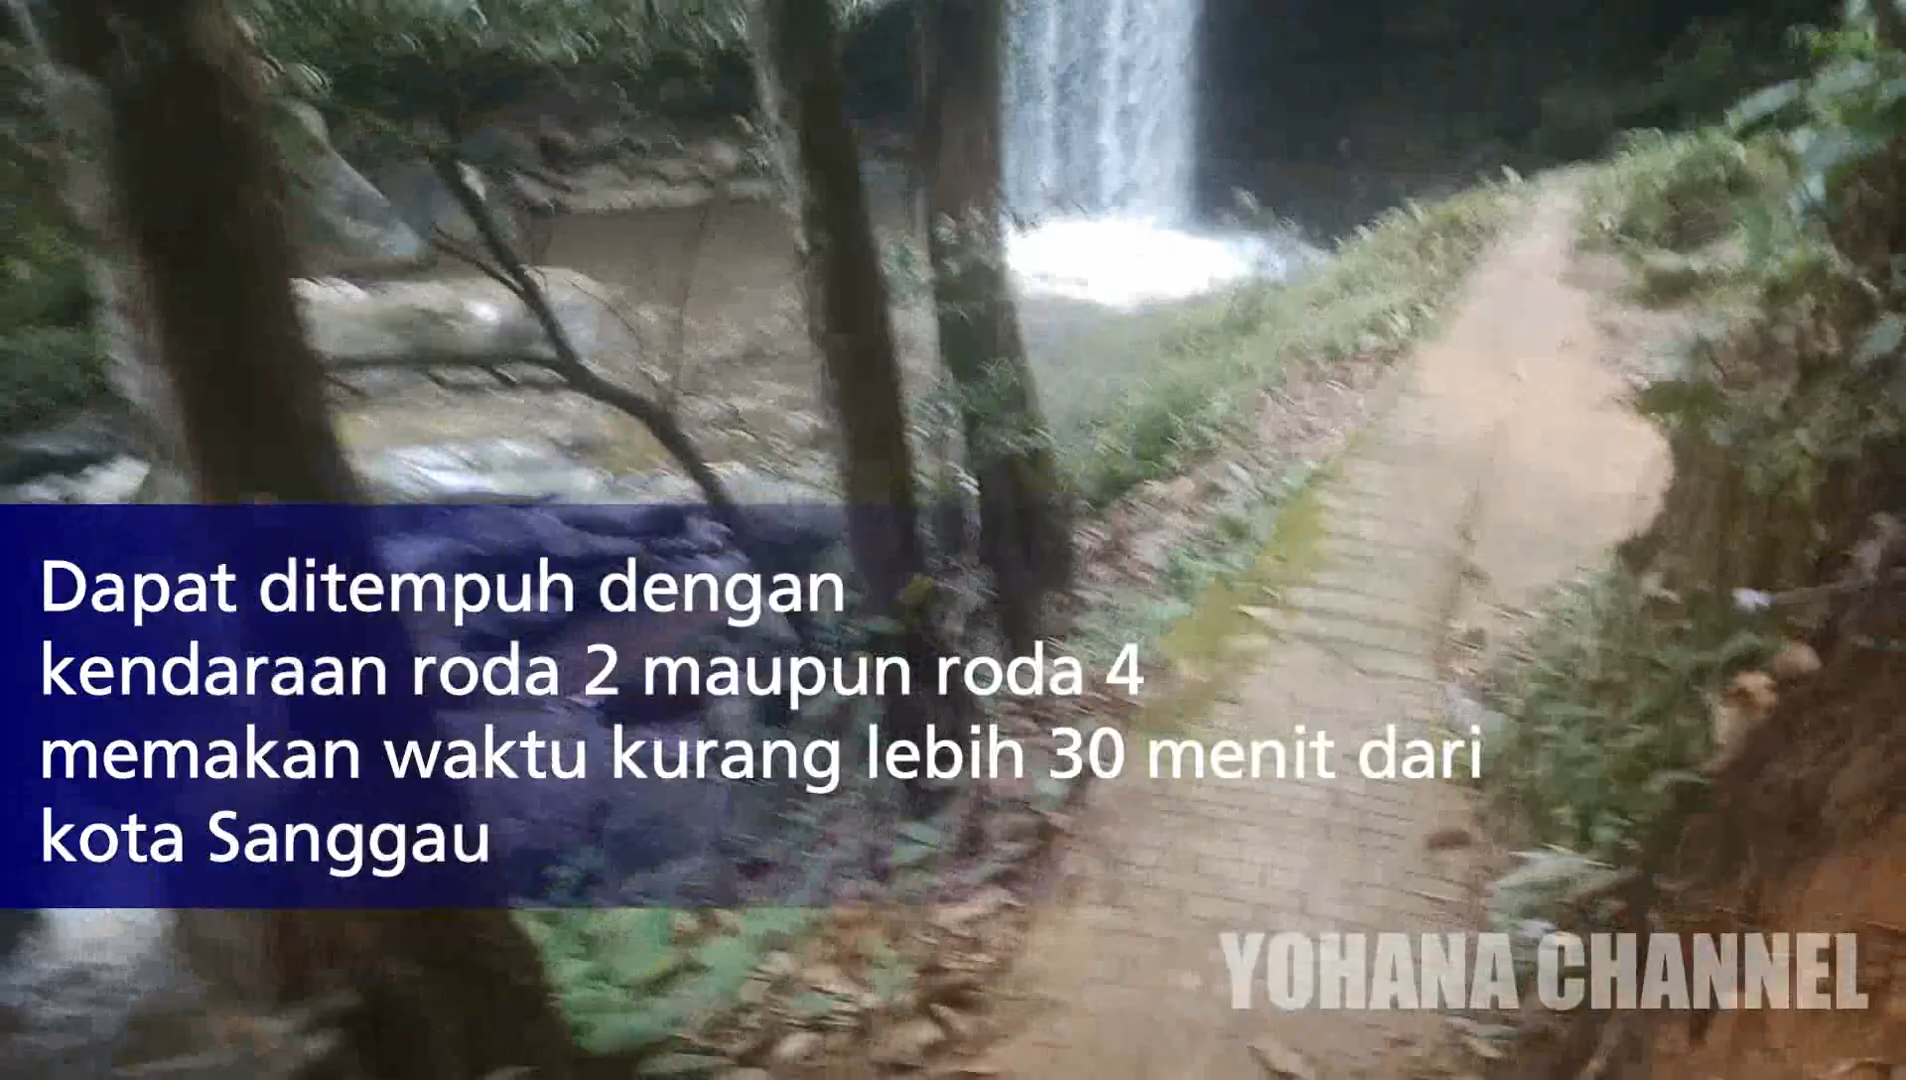 Dapat ditempuh dengan
kendaraan roda 2 maupun roda 4
memakan waktu kurang lebih 30 menit dari
kota Sanggau
YOHANA CHANNEL